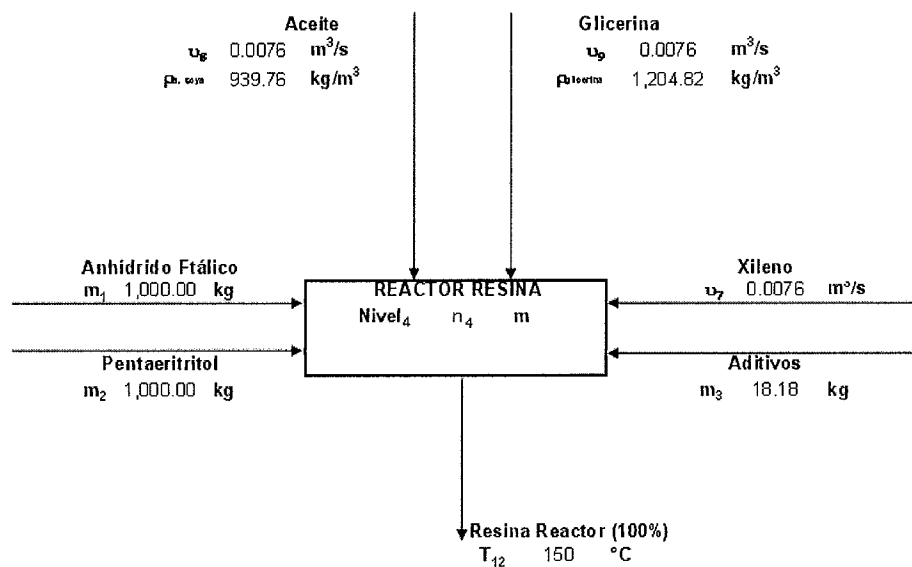 Aceite
υ₈ 0.0076 m³/s
939.76 kg/m³
Glicerina
υ₉ 0.0076 m³/s
ρglicerina 1,204.82 kg/m³
Anhídrido Ftálico
m₁ 1,000.00 kg
Pentaeritritol
m₂ 1,000.00 kg
REACTOR RESINA
Nivel₄ n₄ m
Xileno
υ₇ 0.0076 m³/s
Aditivos
m₃ 18.18 kg
Resina Reactor (100%)
T₁₂ 150 °C